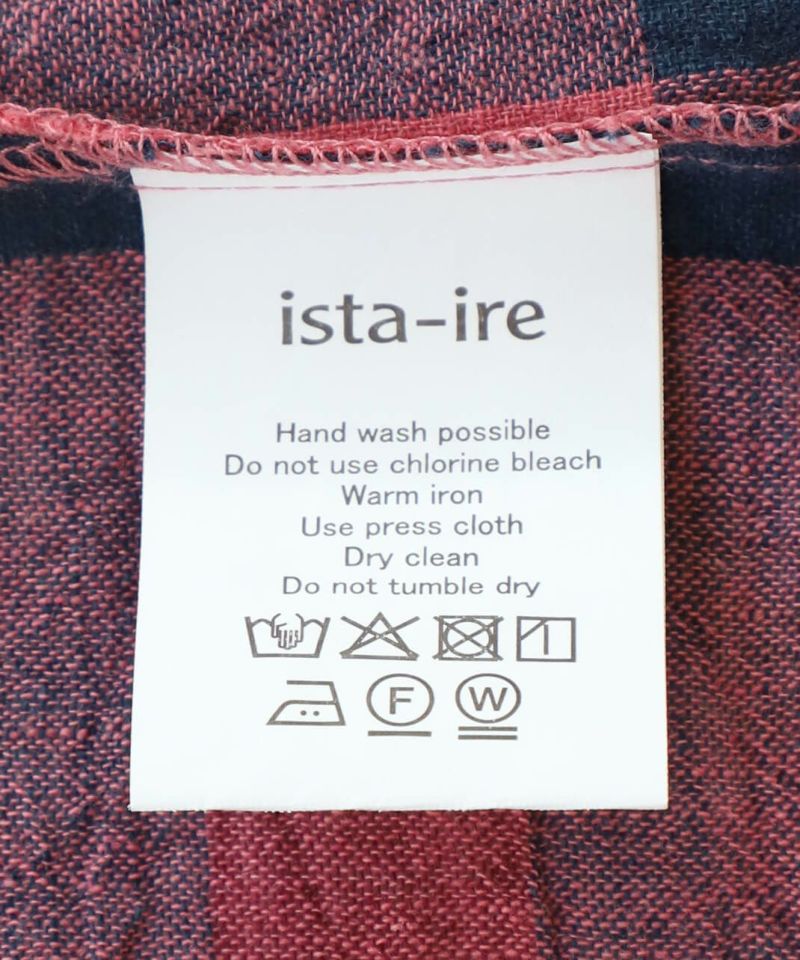 ista-ire
Hand wash possible
Do not use chlorine bleach
Warm iron
Use press cloth
Dry clean
Do not tumble dry
F W